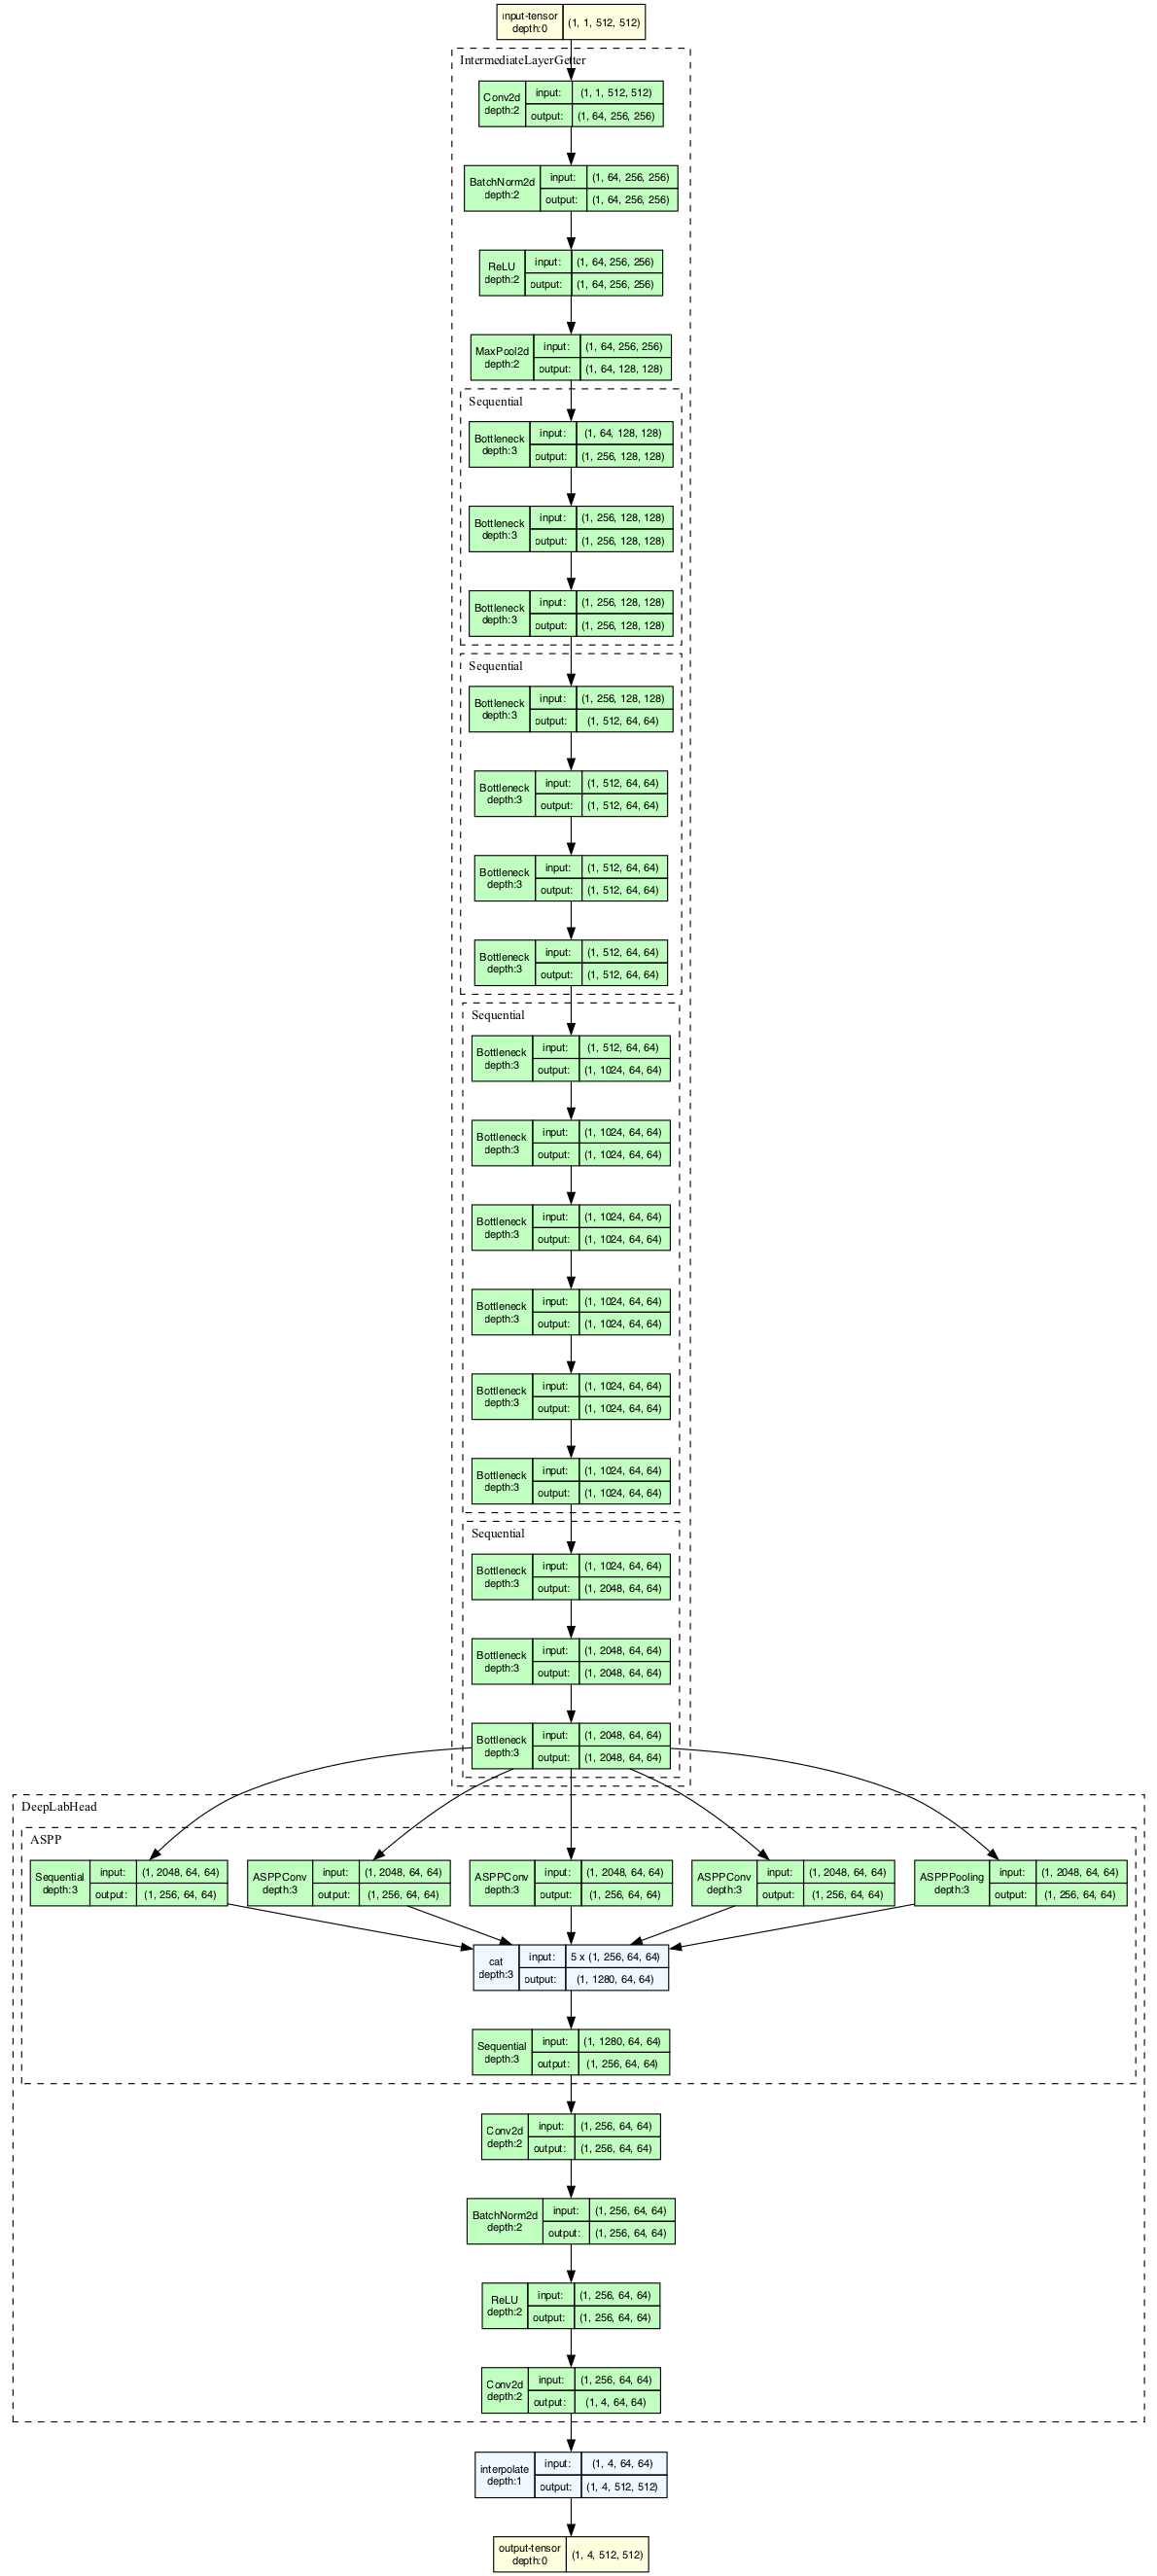 input-tensor
depth:0
(1, 1, 512, 512)
IntermediateLayerGetter
Conv2d
depth:2
input:
(1, 1, 512, 512)
output:
(1, 64, 256, 256)
BatchNorm2d
depth:2
input:
(1, 64, 256, 256)
output:
(1, 64, 256, 256)
ReLU
depth:2
input:
(1, 64, 256, 256)
output:
(1, 64, 256, 256)
MaxPool2d
depth:2
input:
(1, 64, 256, 256)
output:
(1, 64, 128, 128)
Sequential
Bottleneck
depth:3
input:
(1, 64, 128, 128)
output:
(1, 256, 128, 128)
Bottleneck
depth:3
input:
(1, 256, 128, 128)
output:
(1, 256, 128, 128)
Bottleneck
depth:3
input:
(1, 256, 128, 128)
output:
(1, 256, 128, 128)
Sequential
Bottleneck
depth:3
input:
(1, 256, 128, 128)
output:
(1, 512, 64, 64)
Bottleneck
depth:3
input:
(1, 512, 64, 64)
output:
(1, 512, 64, 64)
Bottleneck
depth:3
input:
(1, 512, 64, 64)
output:
(1, 512, 64, 64)
Bottleneck
depth:3
input:
(1, 512, 64, 64)
output:
(1, 512, 64, 64)
Sequential
Bottleneck
depth:3
input:
(1, 512, 64, 64)
output:
(1, 1024, 64, 64)
Bottleneck
depth:3
input:
(1, 1024, 64, 64)
output:
(1, 1024, 64, 64)
Bottleneck
depth:3
input:
(1, 1024, 64, 64)
output:
(1, 1024, 64, 64)
Bottleneck
depth:3
input:
(1, 1024, 64, 64)
output:
(1, 1024, 64, 64)
Bottleneck
depth:3
input:
(1, 1024, 64, 64)
output:
(1, 1024, 64, 64)
Bottleneck
depth:3
input:
(1, 1024, 64, 64)
output:
(1, 1024, 64, 64)
Sequential
Bottleneck
depth:3
input:
(1, 1024, 64, 64)
output:
(1, 2048, 64, 64)
Bottleneck
depth:3
input:
(1, 2048, 64, 64)
output:
(1, 2048, 64, 64)
Bottleneck
depth:3
input:
(1, 2048, 64, 64)
output:
(1, 2048, 64, 64)
DeepLabHead
ASPP
Sequential
depth:3
input:
(1, 2048, 64, 64)
output:
(1, 256, 64, 64)
ASPPConv
depth:3
input:
(1, 2048, 64, 64)
output:
(1, 256, 64, 64)
ASPPConv
depth:3
input:
(1, 2048, 64, 64)
output:
(1, 256, 64, 64)
ASPPConv
depth:3
input:
(1, 2048, 64, 64)
output:
(1, 256, 64, 64)
ASPPPooling
depth:3
input:
(1, 2048, 64, 64)
output:
(1, 256, 64, 64)
cat
depth:3
input:
5 x (1, 256, 64, 64)
output:
(1, 1280, 64, 64)
Sequential
depth:3
input:
(1, 1280, 64, 64)
output:
(1, 256, 64, 64)
Conv2d
depth:2
input:
(1, 256, 64, 64)
output:
(1, 256, 64, 64)
BatchNorm2d
depth:2
input:
(1, 256, 64, 64)
output:
(1, 256, 64, 64)
ReLU
depth:2
input:
(1, 256, 64, 64)
output:
(1, 256, 64, 64)
Conv2d
depth:2
input:
(1, 256, 64, 64)
output:
(1, 4, 64, 64)
interpolate
depth:1
input:
(1, 4, 64, 64)
output:
(1, 4, 512, 512)
output-tensor
depth:0
(1, 4, 512, 512)